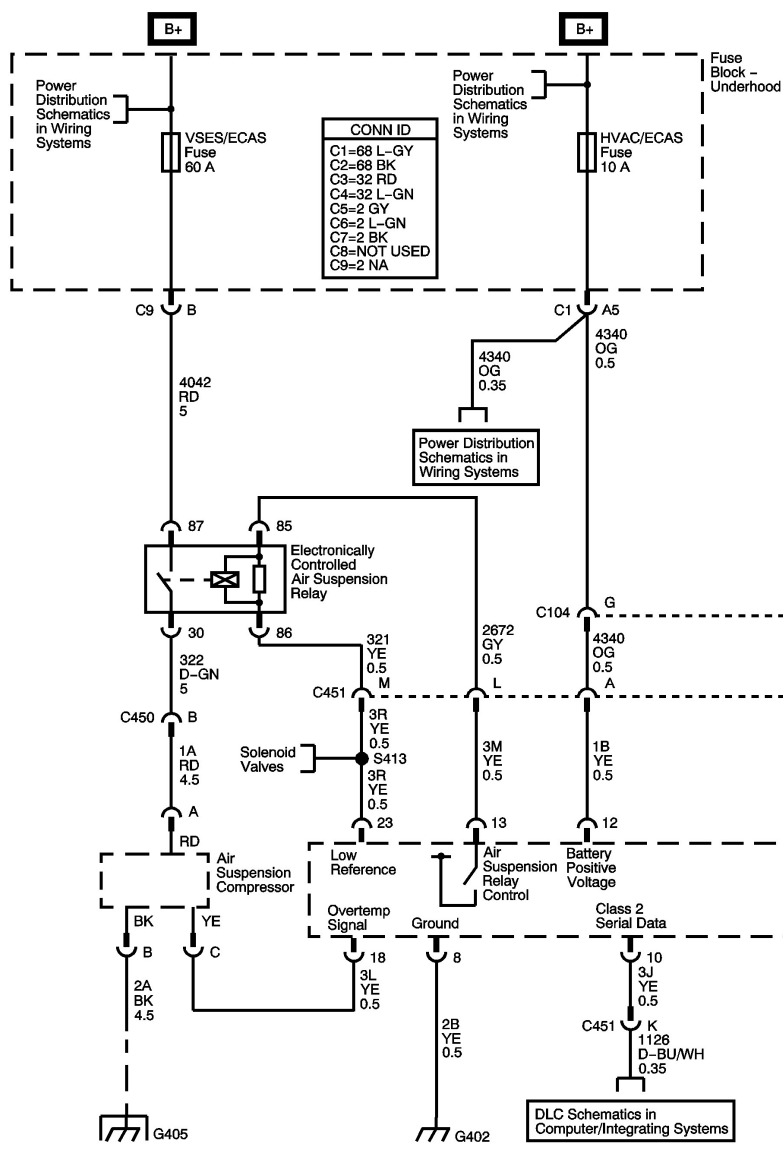 B+
B+
Fuse
Block –
Underhood
Power
Distribution
Schematics
in Wiring
Systems
Power
Distribution
Schematics
in Wiring
Systems
VSES/ECAS
Fuse
60 A
CONN ID
C1=68 L–GY
C2=68 BK
C3=32 RD
C4=32 L–GN
C5=2 GY
C6=2 L–GN
C7=2 BK
C8=NOT USED
C9=2 NA
HVAC/ECAS
Fuse
10 A
C9 B
C1 A5
4340
OG
0.35
4340
OG
0.5
4042
RD
5
Power Distribution
Schematics in
Wiring Systems
87
85
Electronically
Controlled
Air Suspension
Relay
30
86
C104 G
322
D–GN
5
321
YE
0.5
2672
GY
0.5
4340
OG
0.5
C451 M
L
A
C450 B
3R
YE
0.5
Solenoid
Valves
S413
3R
YE
0.5
3M
YE
0.5
1B
YE
0.5
1A
RD
4.5
A
23
13
12
RD
Air
Suspension
Compressor
Low
Reference
Air
Suspension
Relay
Control
Battery
Positive
Voltage
BK
YE
Overtemp
Signal
Ground
Class 2
Serial Data
B
C
18
8
10
2A
BK
4.5
3L
YE
0.5
2B
YE
0.5
3J
YE
0.5
C451 K
1126
D–BU/WH
0.35
G405
G402
DLC Schematics in
Computer/Integrating Systems